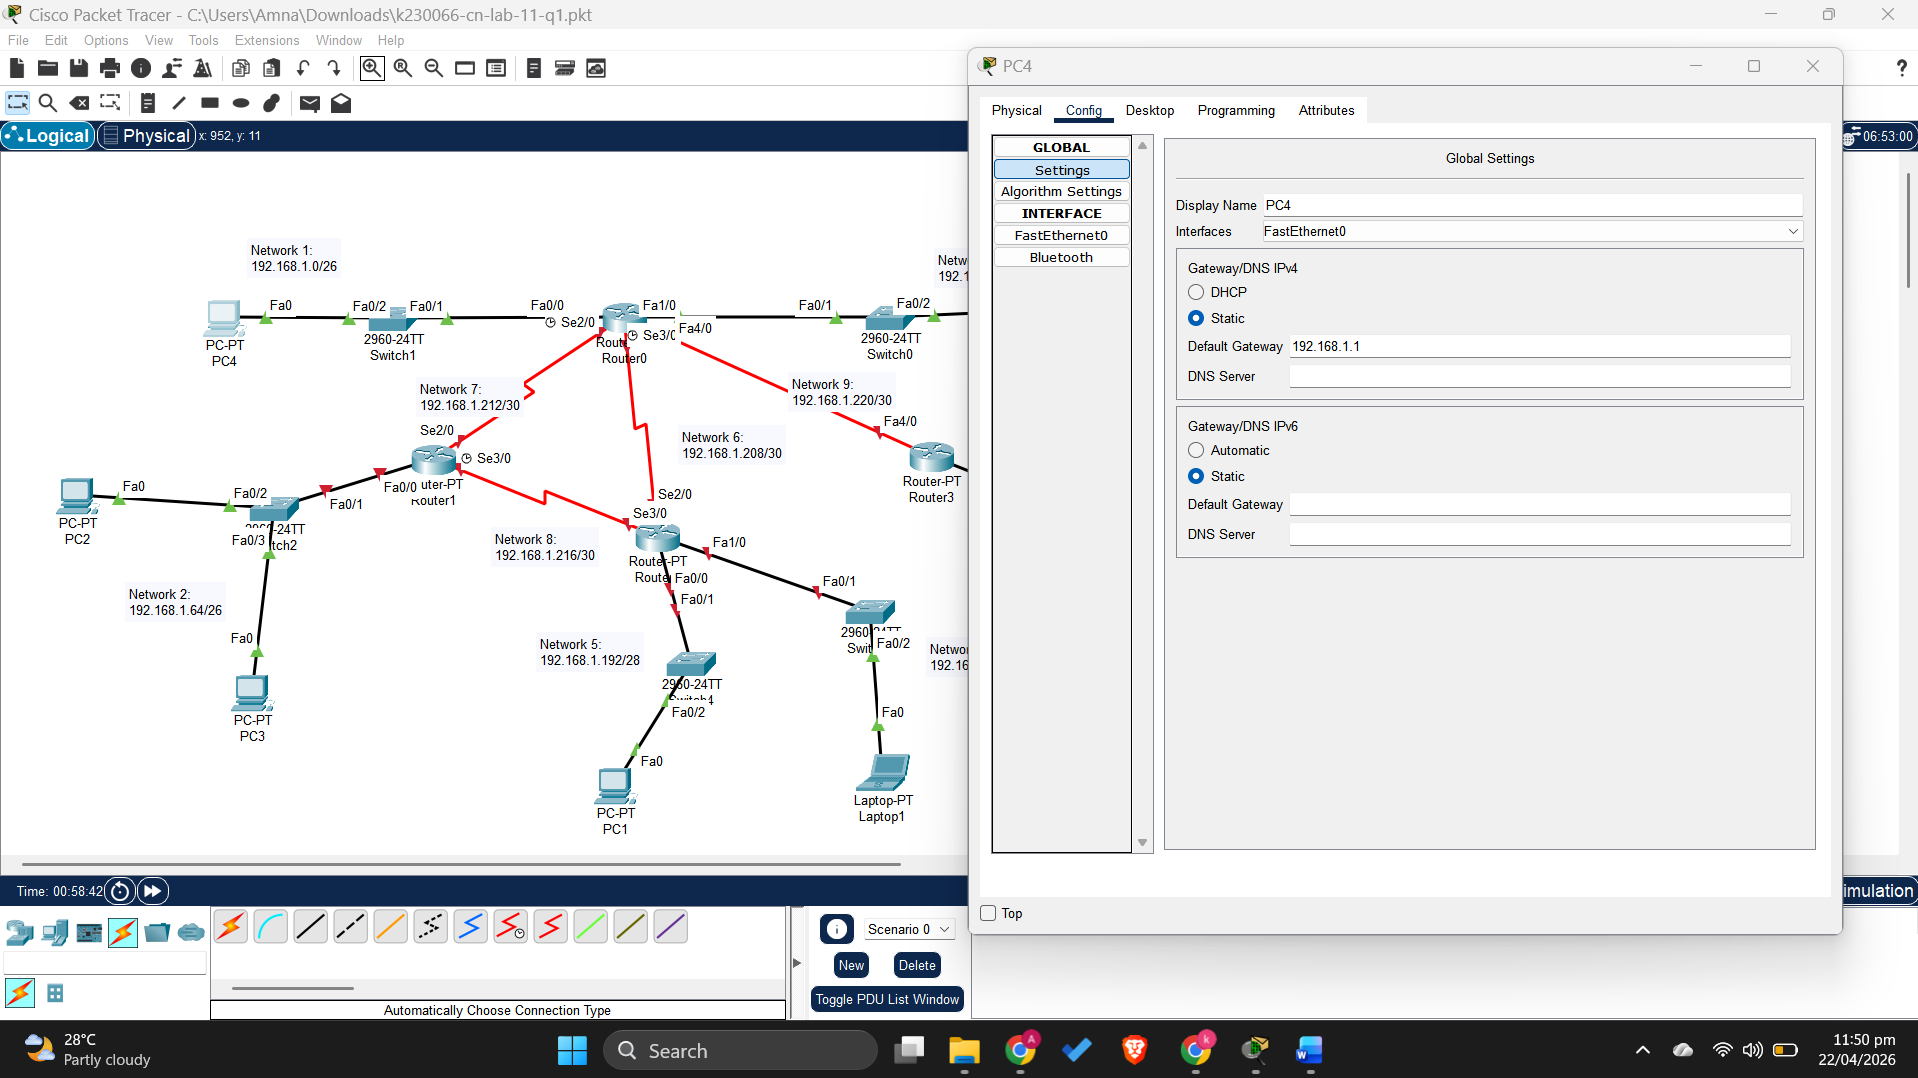 Cisco Packet Tracer - C:\Users\Amna\Downloads\k230066-cn-lab-11-q1.pkt
File Edit Options View Tools Extensions Window Help
Logical Physical x: 952, y: 11
06:53:00
Network 1:
192.168.1.0/26
Fa0
Fa0/2
Fa0/1
Fa0/0
Se2/0
Fa1/0
Se3/0
Fa4/0
Fa0/1
Fa0/2
PC-PT
PC4
2960-24TT
Switch1
Router0
2960-24TT
Switch0
Network 7:
192.168.1.212/30
Network 9:
192.168.1.220/30
Fa4/0
Se2/0
Se3/0
Network 6:
192.168.1.208/30
Router-PT
Router3
Fa0
Fa0/2
Fa0/1
Fa0/0
uter-PT
Router1
PC-PT
PC2
Fa0/3
-24TT
tch2
Se2/0
Se3/0
Network 8:
192.168.1.216/30
Fa1/0
Router-PT
Fa0/0
Fa0/1
Network 2:
192.168.1.64/26
Fa0
PC-PT
PC3
Fa0/1
Fa0/2
Network 5:
192.168.1.192/28
2960-24TT
Switch4
Fa0/2
Fa0
Fa0
PC-PT
PC1
Laptop-PT
Laptop1
PC4
Physical Config Desktop Programming Attributes
GLOBAL
Settings
Algorithm Settings
INTERFACE
FastEthernet0
Bluetooth
Global Settings
Display Name PC4
Interfaces FastEthernet0
Gateway/DNS IPv4
DHCP
Static
Default Gateway 192.168.1.1
DNS Server
Gateway/DNS IPv6
Automatic
Static
Default Gateway
DNS Server
Top
Time: 00:58:42
imulation
Scenario 0
New Delete
Toggle PDU List Window
Automatically Choose Connection Type
28°C
Partly cloudy
Search
11:50 pm
22/04/2026